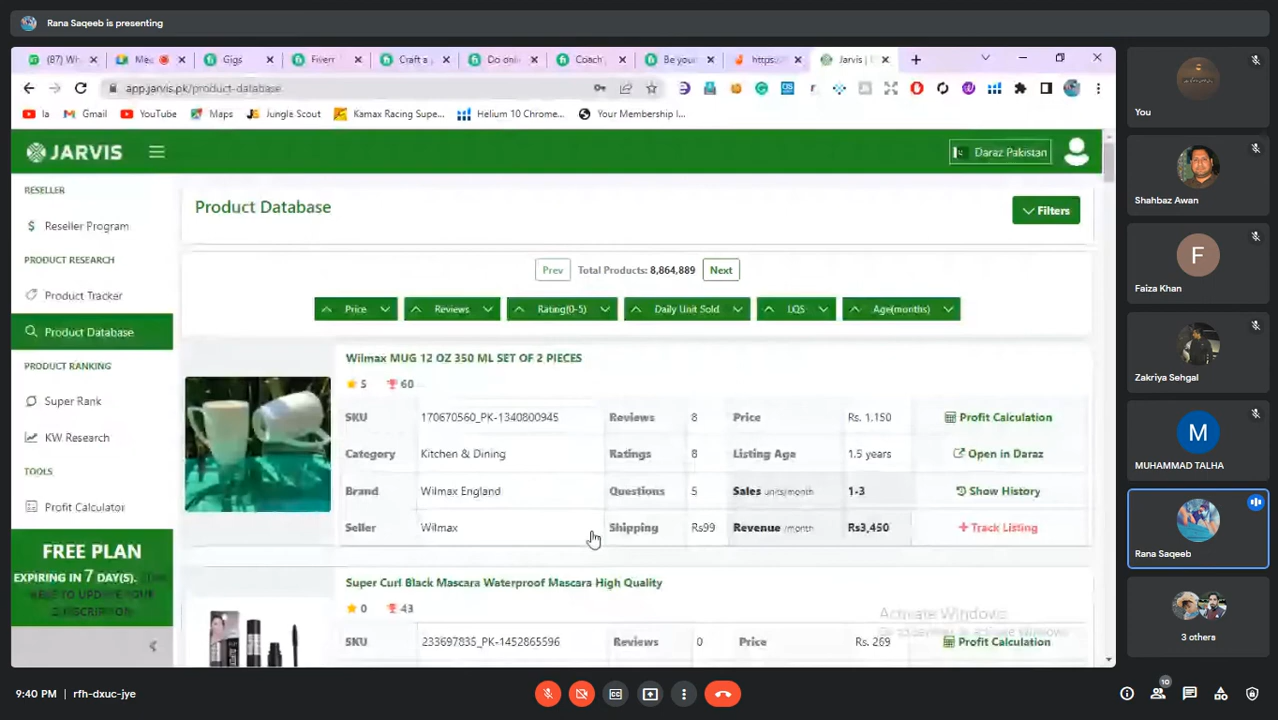 Rana Saqeeb is presenting
(87) Wh
Me
Gigs
Fiverr
Craft a
Do onli
Coach
Be your
https:/
Jarvis |
app.jarvis.pk/product-database
la
Gmail
YouTube
Maps
Jungle Scout
Kamax Racing Supe...
Helium 10 Chrome...
Your Membership I...
JARVIS
Daraz Pakistan
RESELLER
Reseller Program
PRODUCT RESEARCH
Product Tracker
Product Database
PRODUCT RANKING
Super Rank
KW Research
TOOLS
Profit Calculator
FREE PLAN
EXPIRING IN 7 DAY(S).
Product Database
Filters
Prev Total Products: 8,864,889 Next
Price Reviews Rating(0-5) Daily Unit Sold LQS Age(months)
Wilmax MUG 12 OZ 350 ML SET OF 2 PIECES
5 60
SKU 170670560_PK-1340800945 Reviews 8 Price Rs. 1,150 Profit Calculation
Category Kitchen & Dining Ratings 8 Listing Age 1.5 years Open in Daraz
Brand Wilmax England Questions 5 Sales units/month 1-3 Show History
Seller Wilmax Shipping Rs99 Revenue /month Rs3,450 + Track Listing
Super Curl Black Mascara Waterproof Mascara High Quality
0 43
SKU 233697835_PK-1452865596 Reviews 0 Price Rs. 269 Profit Calculation
Activate Windows
Go to Settings to activate Windows.
You
Shahbaz Awan
F
Faiza Khan
Zakriya Sehgal
M
MUHAMMAD TALHA
Rana Saqeeb
3 others
9:40 PM | rfh-dxuc-jye
10